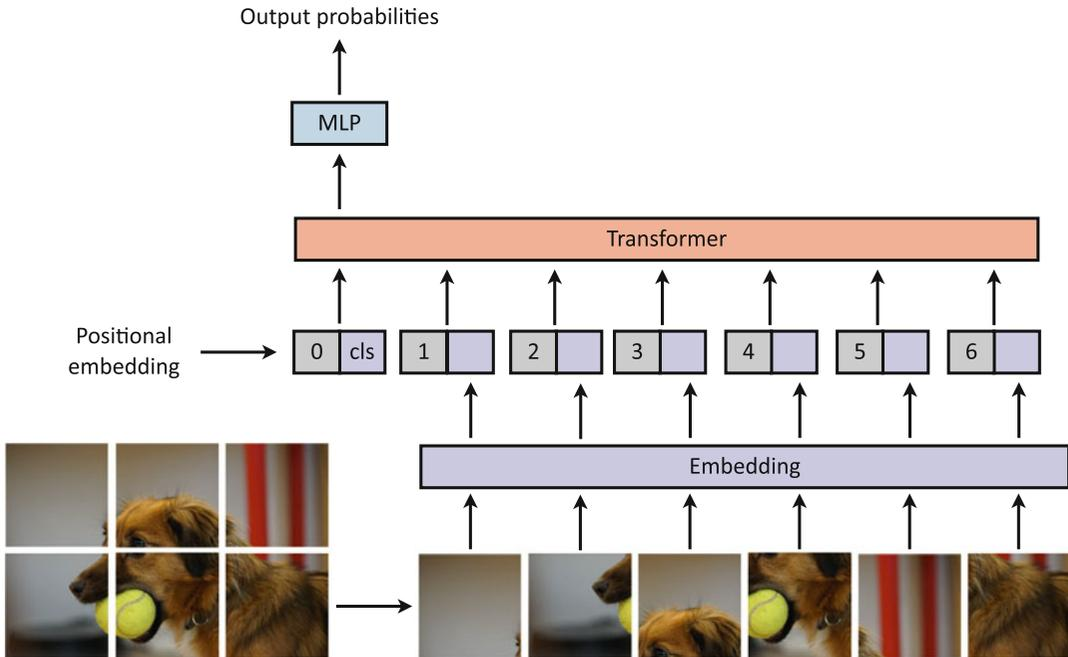 Output probabilities
MLP
Transformer
Positional
embedding
0 cls 1 2 3 4 5 6
Embedding